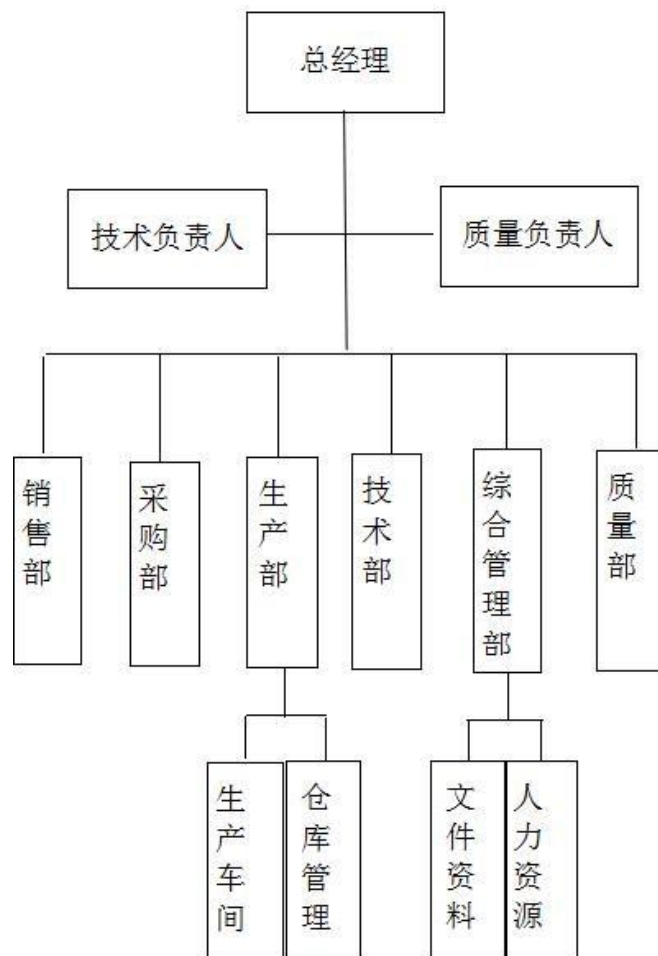 总经理
技术负责人
质量负责人
销售部
采购部
生产部
技术部
综合管理部
质量部
生产车间
仓库管理
文件资料
人力资源